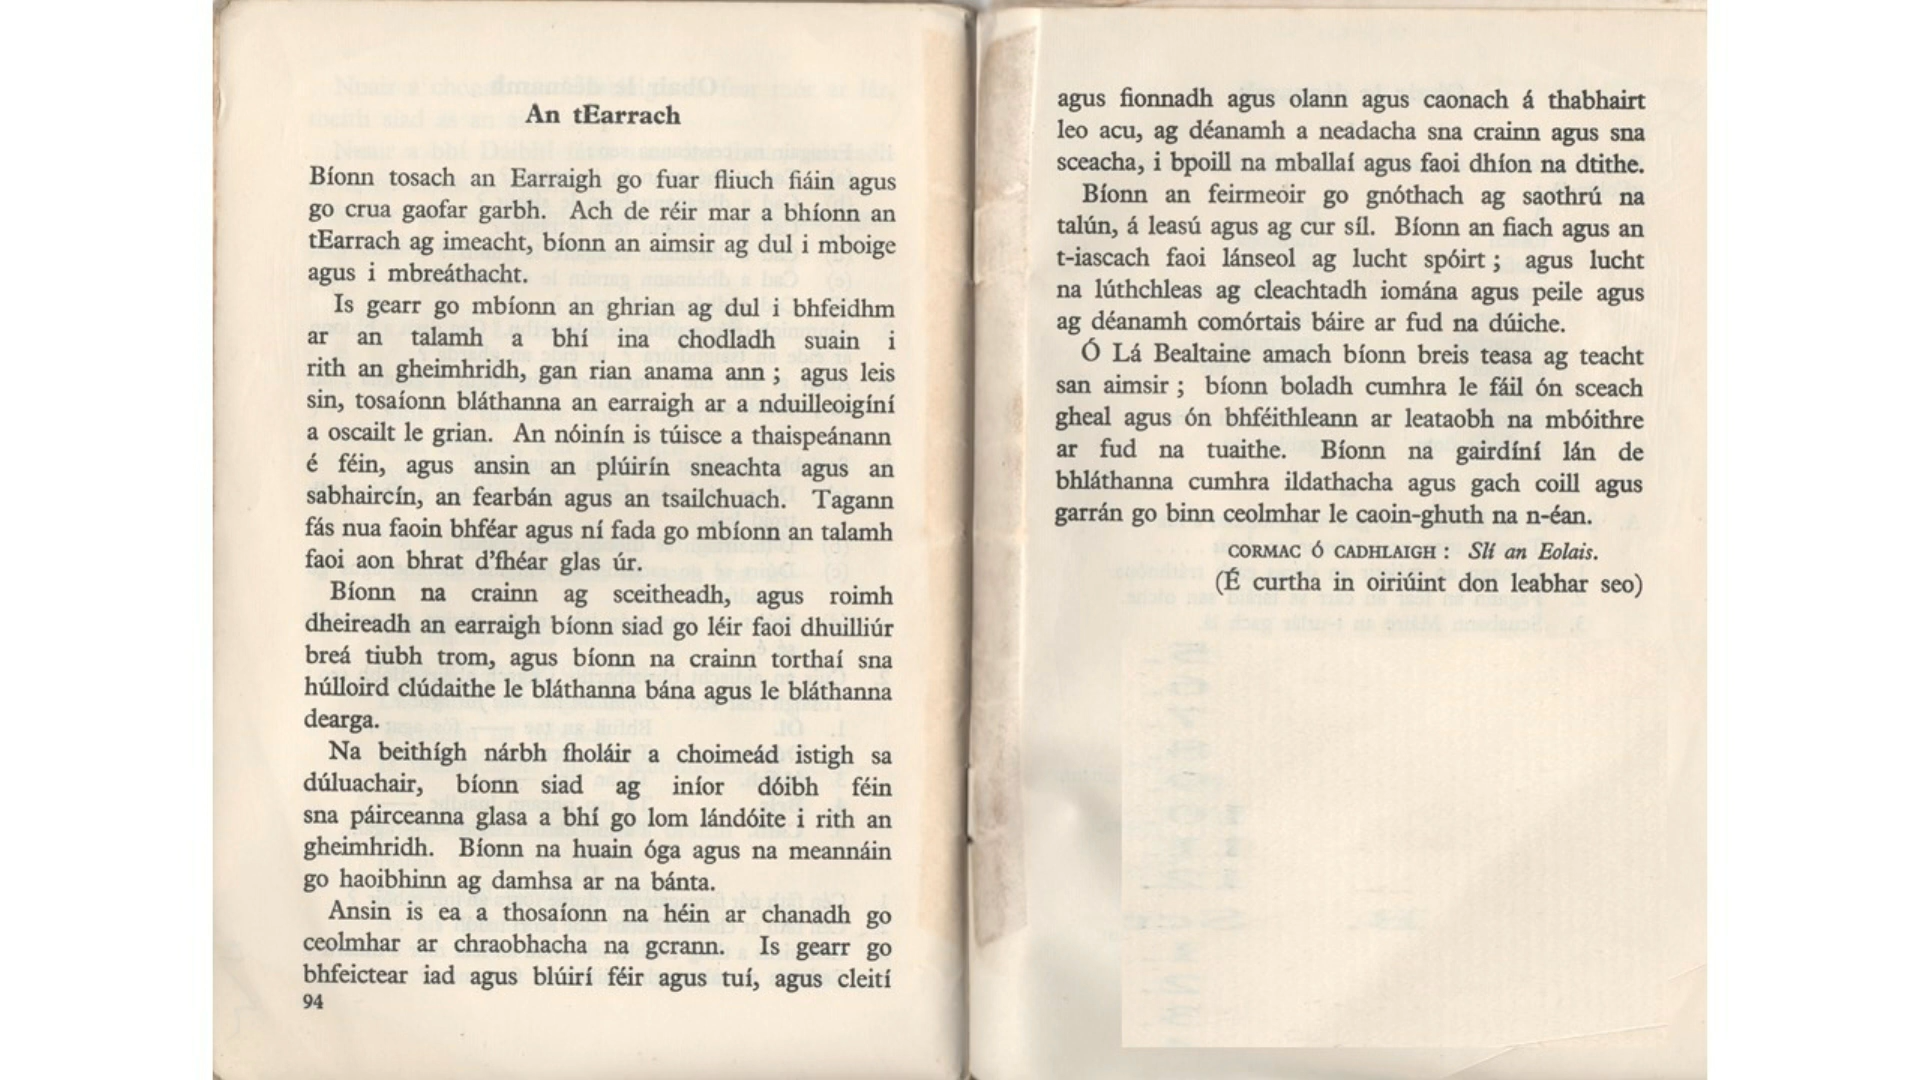 An tEarrach
Bíonn tosach an Earraigh go fuar fliuch fiáin agus
go crua gaofar garbh. Ach de réir mar a bhíonn an
tEarrach ag imeacht, bíonn an aimsir ag dul i mboige
agus i mbreáthacht.
Is gearr go mbíonn an ghrian ag dul i bhfeidhm
ar an talamh a bhí ina chodladh suain i
rith an gheimhridh, gan rian anama ann ; agus leis
sin, tosaíonn bláthanna an earraigh ar a nduilleoigíní
a oscailt le grian. An nóinín is túisce a thaispeánann
é féin, agus ansin an plúirín sneachta agus an
sabhaircín, an fearbán agus an tsailchuach. Tagann
fás nua faoin bhféar agus ní fada go mbíonn an talamh
faoi aon bhrat d'fhéar glas úr.
Bíonn na crainn ag sceitheadh, agus roimh
dheireadh an earraigh bíonn siad go léir faoi dhuilliúr
breá tiubh trom, agus bíonn na crainn torthaí sna
húlloird clúdaithe le bláthanna bána agus le bláthanna
dearga.
Na beithígh nárbh fholáir a choimeád istigh sa
dúluachair, bíonn siad ag iníor dóibh féin
sna páirceanna glasa a bhí go lom lándóite i rith an
gheimhridh. Bíonn na huain óga agus na meannáin
go haoibhinn ag damhsa ar na bánta.
Ansin is ea a thosaíonn na héin ar chanadh go
ceolmhar ar chraobhacha na gcrann. Is gearr go
bhfeictear iad agus blúirí féir agus tuí, agus cleití
94
agus fionnadh agus olann agus caonach á thabhairt
leo acu, ag déanamh a neadacha sna crainn agus sna
sceacha, i bpoill na mballaí agus faoi dhíon na dtithe.
Bíonn an feirmeoir go gnóthach ag saothrú na
talún, á leasú agus ag cur síl. Bíonn an fiach agus an
t-iascach faoi lánseol ag lucht spóirt ; agus lucht
na lúthchleas ag cleachtadh iomána agus peile agus
ag déanamh comórtais báire ar fud na dúiche.
Ó Lá Bealtaine amach bíonn breis teasa ag teacht
san aimsir ; bíonn boladh cumhra le fáil ón sceach
gheal agus ón bhféithleann ar leataobh na mbóithre
ar fud na tuaithe. Bíonn na gairdíní lán de
bhláthanna cumhra ildathacha agus gach coill agus
garrán go binn ceolmhar le caoin-ghuth na n-éan.
CORMAC Ó CADHLAIGH : Slí an Eolais.
(É curtha in oiriúint don leabhar seo)